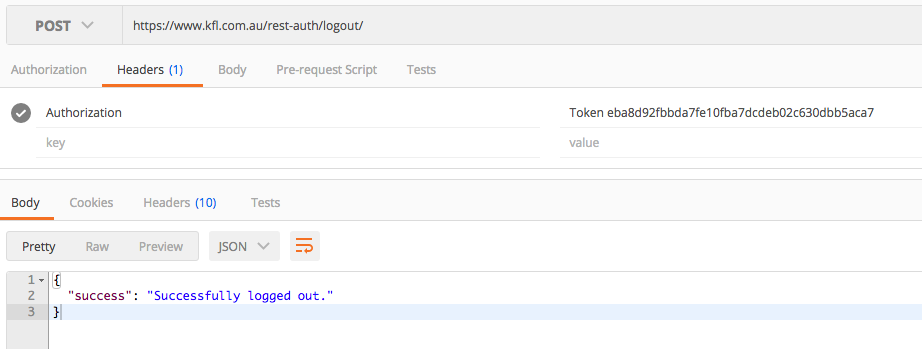 POST https://www.kfl.com.au/rest-auth/logout/
Authorization Headers (1) Body Pre-request Script Tests
Authorization Token eba8d92fbbda7fe10fba7dcdeb02c630dbb5aca7
key value
Body Cookies Headers (10) Tests
Pretty Raw Preview JSON
1 {
2 "success": "Successfully logged out."
3 }